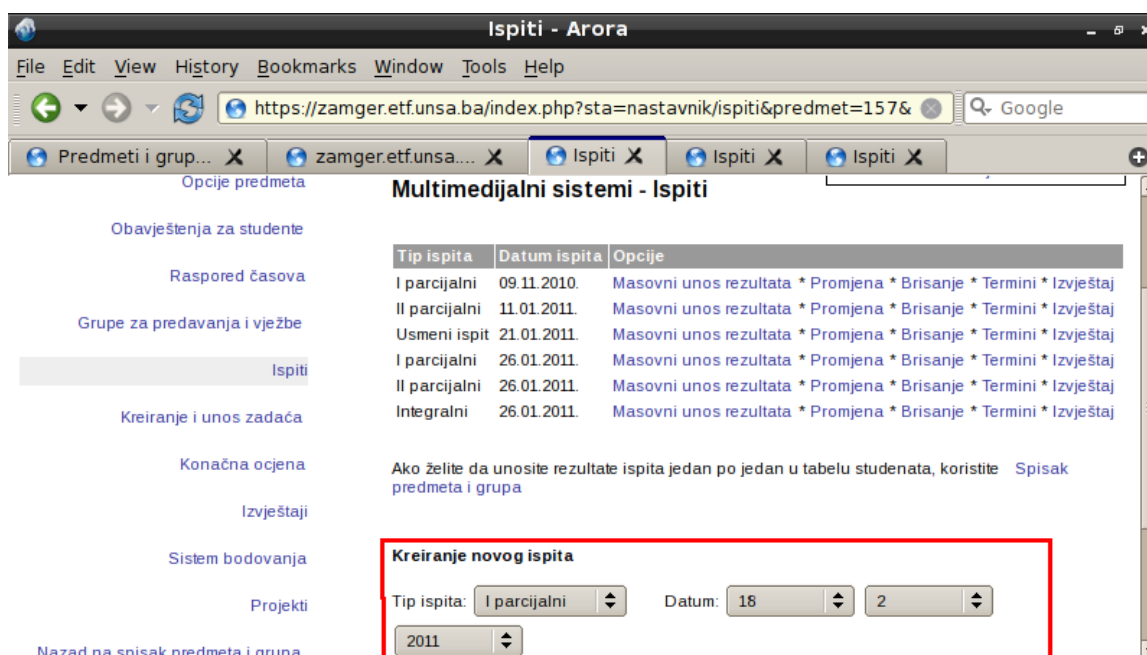 Ispiti - Arora
File Edit View History Bookmarks Window Tools Help
https://zamger.etf.unsa.ba/index.php?sta=nastavnik/ispiti&predmet=157& Google
Predmeti i grup... zamger.etf.unsa.... Ispiti Ispiti Ispiti
Opcije predmeta
Obavještenja za studente
Raspored časova
Grupe za predavanja i vježbe
Ispiti
Kreiranje i unos zadaća
Konačna ocjena
Izvještaji
Sistem bodovanja
Projekti
Nazad na spisak predmeta i grupa
Multimedijalni sistemi - Ispiti
Tip ispita Datum ispita Opcije
I parcijalni 09.11.2010. Masovni unos rezultata * Promjena * Brisanje * Termini * Izvještaj
II parcijalni 11.01.2011. Masovni unos rezultata * Promjena * Brisanje * Termini * Izvještaj
Usmeni ispit 21.01.2011. Masovni unos rezultata * Promjena * Brisanje * Termini * Izvještaj
I parcijalni 26.01.2011. Masovni unos rezultata * Promjena * Brisanje * Termini * Izvještaj
II parcijalni 26.01.2011. Masovni unos rezultata * Promjena * Brisanje * Termini * Izvještaj
Integralni 26.01.2011. Masovni unos rezultata * Promjena * Brisanje * Termini * Izvještaj
Ako želite da unosite rezultate ispita jedan po jedan u tabelu studenata, koristite Spisak
predmeta i grupa
Kreiranje novog ispita
Tip ispita: I parcijalni Datum: 18 2
2011